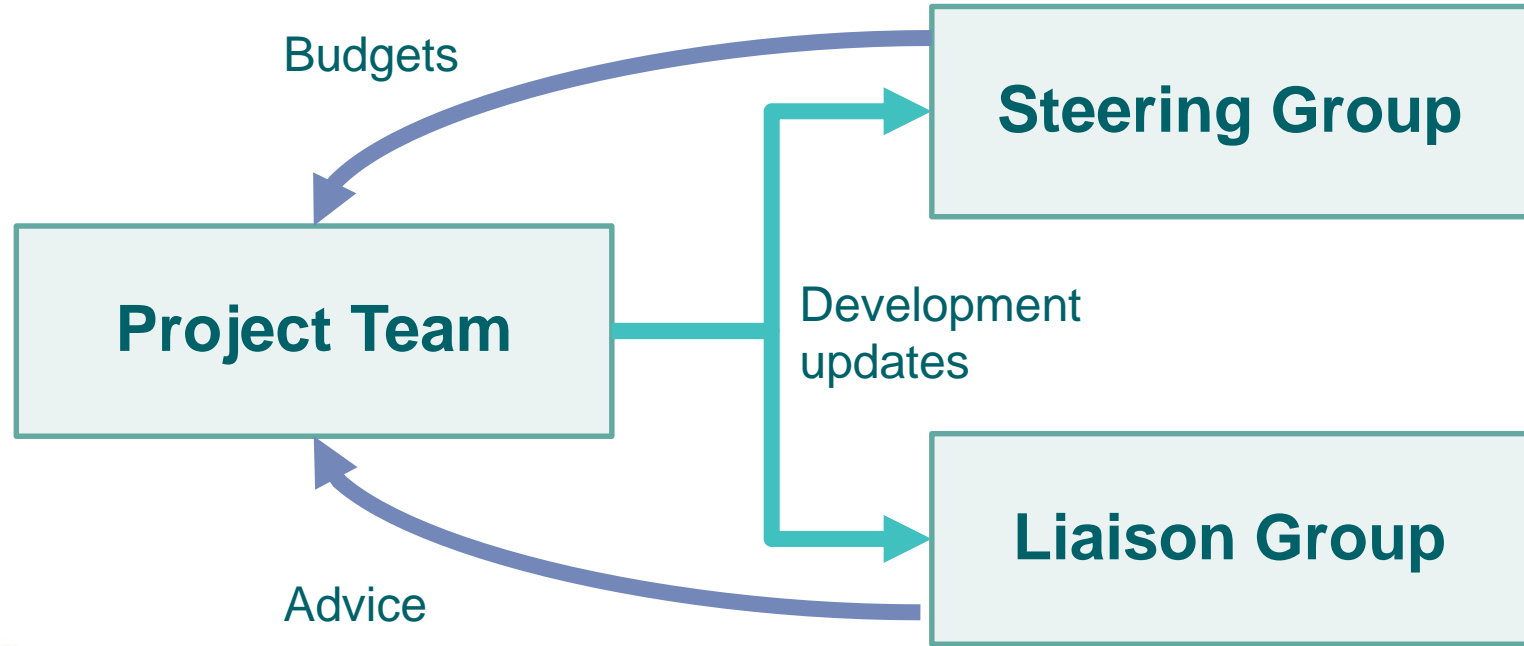 Budgets
Steering Group
Project Team
Development
updates
Liaison Group
Advice